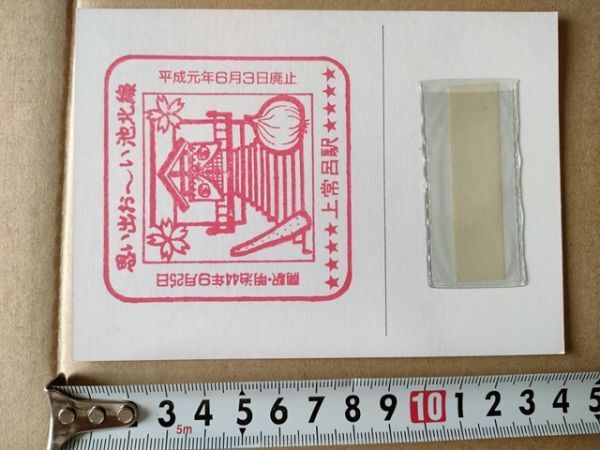 平成元年6月3日廃止
思い出お〜い池北線
★★★★★上常呂駅★★★★★
開駅・明治44年9月25日
3 4 5 6 7 8 9 10 1 2 3 4 5
5m